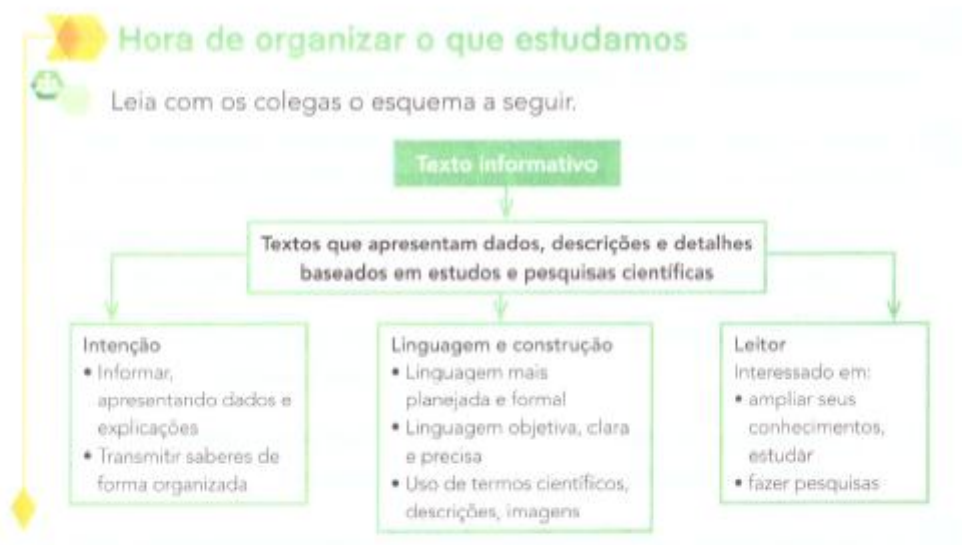 Hora de organizar o que estudamos
Leia com os colegas o esquema a seguir.
Texto informativo
Textos que apresentam dados, descrições e detalhes
baseados em estudos e pesquisas científicas
Intenção
• Informar,
apresentando dados e
explicações
• Transmitir saberes de
forma organizada
Linguagem e construção
• Linguagem mais
planejada e formal
• Linguagem objetiva, clara
e precisa
• Uso de termos científicos,
descrições, imagens
Leitor
Interessado em:
• ampliar seus
conhecimentos,
estudar
• fazer pesquisas